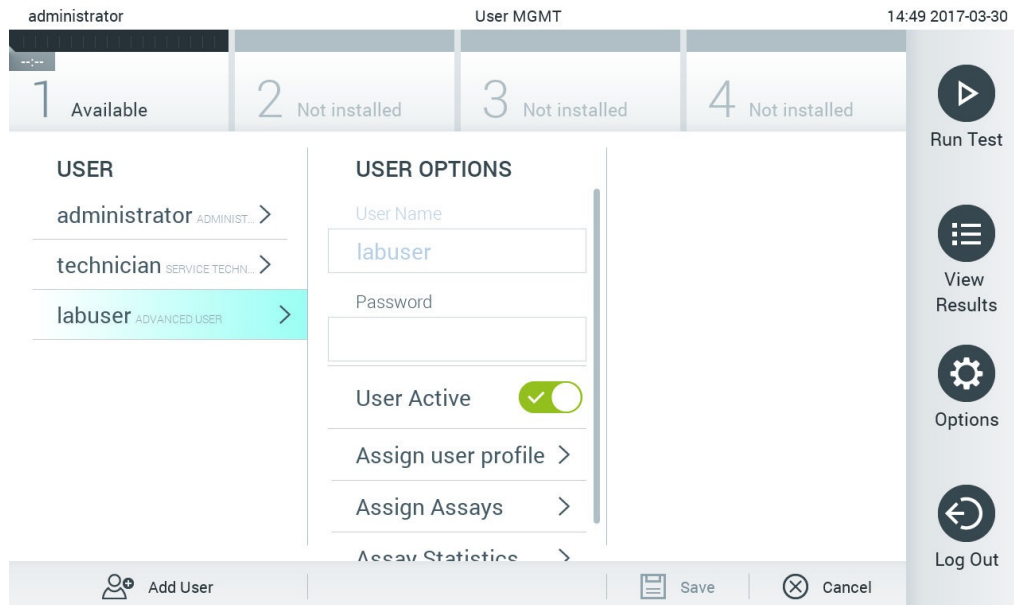 administrator User MGMT 14:49 2017-03-30
--:--
1 Available 2 Not installed 3 Not installed 4 Not installed
Run Test
USER
administrator ADMINIST...
technician SERVICE TECHN...
labuser ADVANCED USER
USER OPTIONS
User Name
labuser
Password
User Active
Assign user profile
Assign Assays
Assay Statistics
View
Results
Options
Log Out
Add User
Save
Cancel